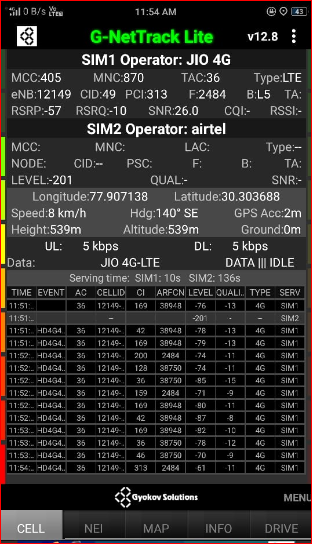 0 B/s Vo LTE 11:54 AM 43
G-NetTrack Lite v12.8
SIM1 Operator: JIO 4G
MCC:405 MNC:870 TAC:36 Type:LTE
eNB:12149 CID:49 PCI:313 F:2484 B:L5 TA:
RSRP:-57 RSRQ:-10 SNR:26.0 CQI:- RSSI:-
SIM2 Operator: airtel
MCC: MNC: LAC: Type:--
NODE: CID:-- PSC: F: B: TA:
LEVEL:-201 QUAL:- SNR:-
Longitude:77.907138 Latitude:30.303688
Speed:8 km/h Hdg:140° SE GPS Acc:2m
Height:539m Altitude:539m Ground:0m
UL: 5 kbps DL: 5 kbps
Data: JIO 4G-LTE DATA ||| IDLE
Serving time: SIM1: 10s SIM2: 136s
TIME EVENT AC CELLID CI ARFCN LEVEL QUALI.. TYPE SERV
11:51:.. 36 12149-.. 169 38948 -76 -13 4G SIM1
11:51:.. -- -201 - - SIM2
11:51:.. HD4G4.. 36 12149-.. 42 38948 -78 -13 4G SIM1
11:51:.. HD4G4.. 36 12149-.. 169 38948 -79 -13 4G SIM1
11:52:.. HD4G4.. 36 12149-.. 200 2484 -74 -11 4G SIM1
11:52:.. HD4G4.. 36 12149-.. 128 38750 -74 -11 4G SIM1
11:52:.. HD4G4.. 36 12149-.. 36 38750 -85 -15 4G SIM1
11:52:.. HD4G4.. 36 12149-.. 159 2484 -71 -9 4G SIM1
11:52:.. HD4G4.. 36 12149-.. 169 38948 -80 -11 4G SIM1
11:52:.. HD4G4.. 36 12149-.. 42 38948 -87 -8 4G SIM1
11:53:.. HD4G4.. 36 12149-.. 169 38948 -82 -10 4G SIM1
11:53:.. HD4G4.. 36 12149-.. 36 38750 -78 -12 4G SIM1
11:53:.. HD4G4.. 36 12149-.. 46 38750 -70 -9 4G SIM1
11:54:.. HD4G4.. 36 12149-.. 313 2484 -61 -11 4G SIM1
Gyokov Solutions MENU
CELL NEI MAP INFO DRIVE